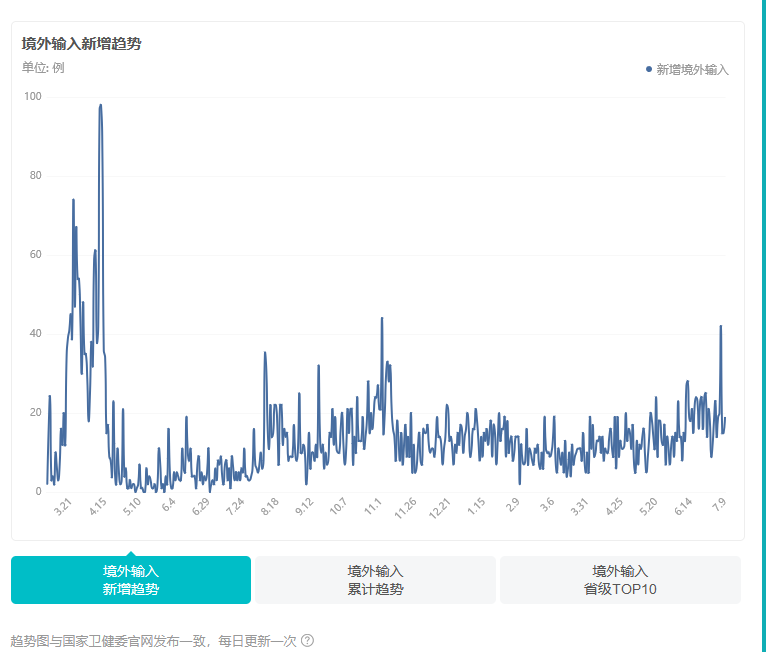 境外输入新增趋势
单位: 例
新增境外输入
100
80
60
40
20
0
3.21 4.15 5.10 6.4 6.29 7.24 8.18 9.12 10.7 11.1 11.26 12.21 1.15 2.9 3.6 3.31 4.25 5.20 6.14 7.9
境外输入 境外输入 境外输入
新增趋势 累计趋势 省级TOP10
趋势图与国家卫健委官网发布一致，每日更新一次 ?